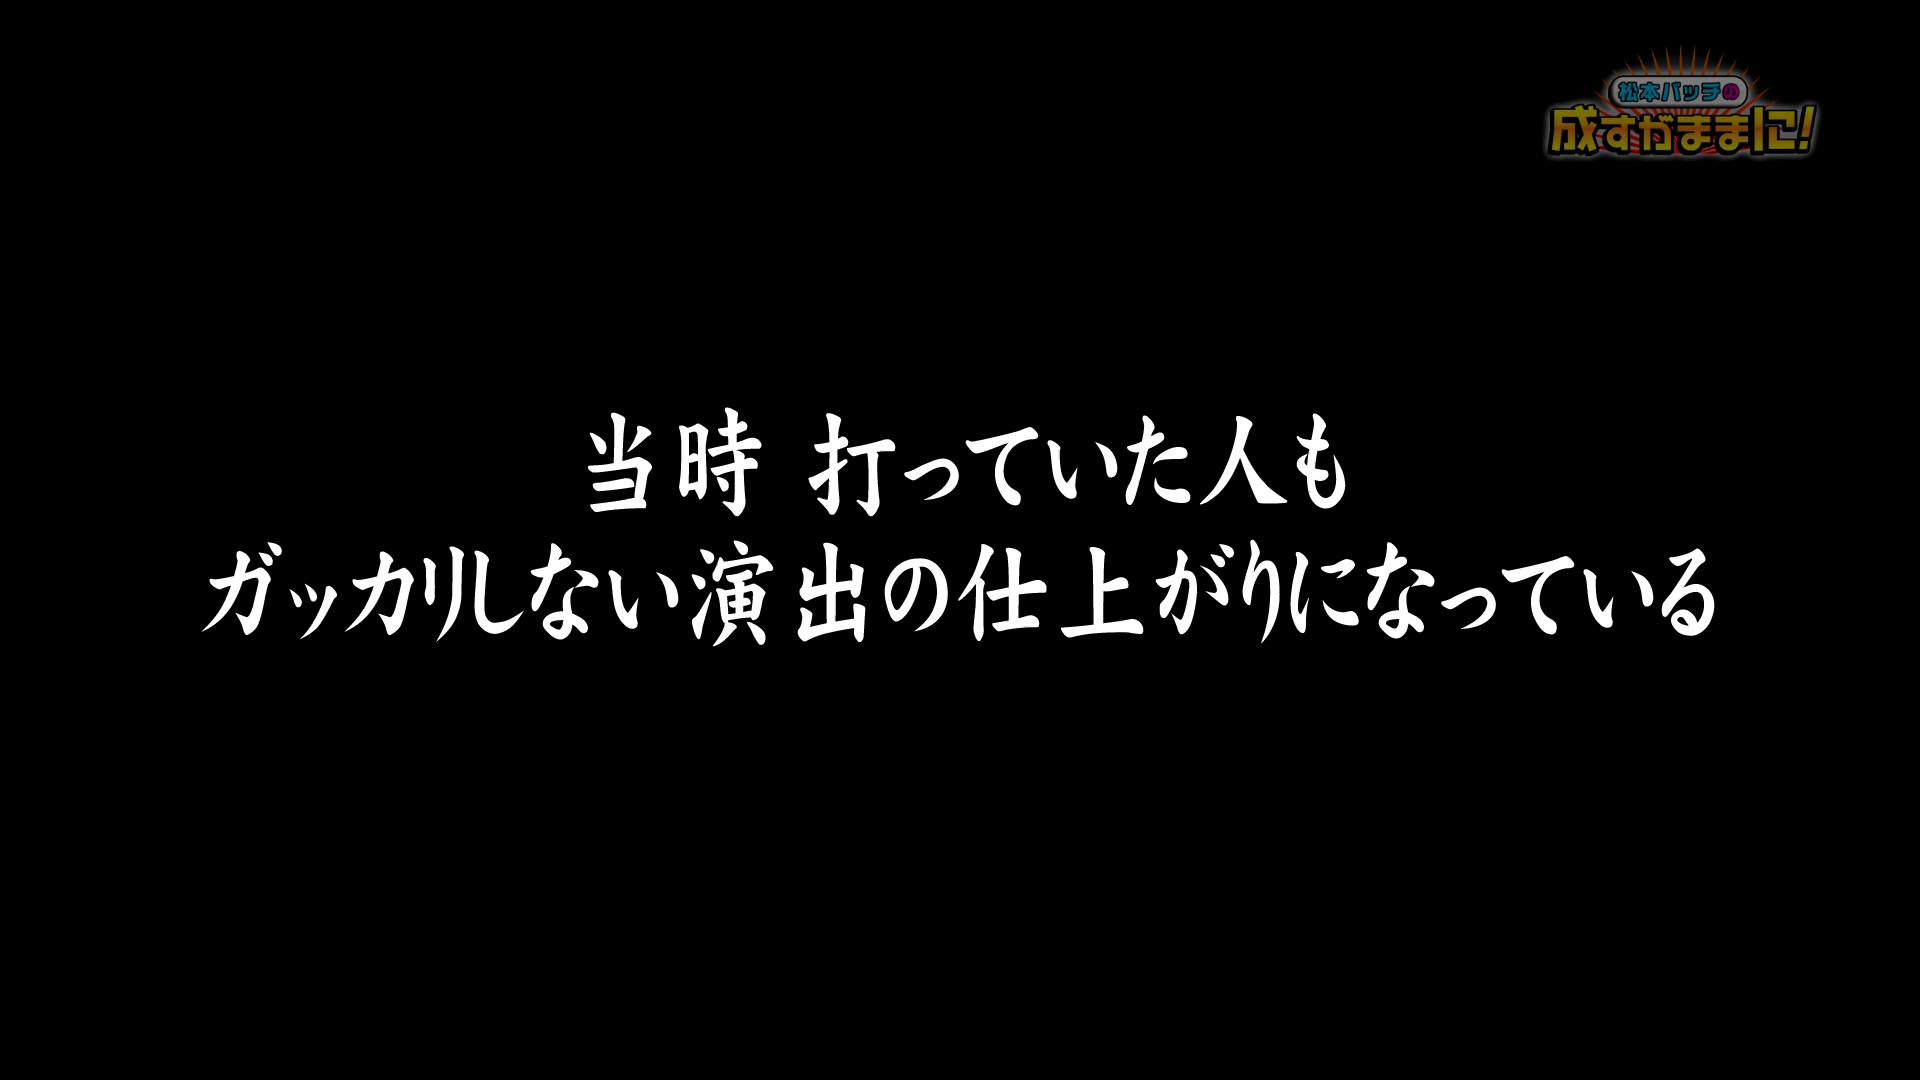 松本バッチの
成すがままに!
当時 打っていた人も
ガッカリしない演出の仕上がりになっている